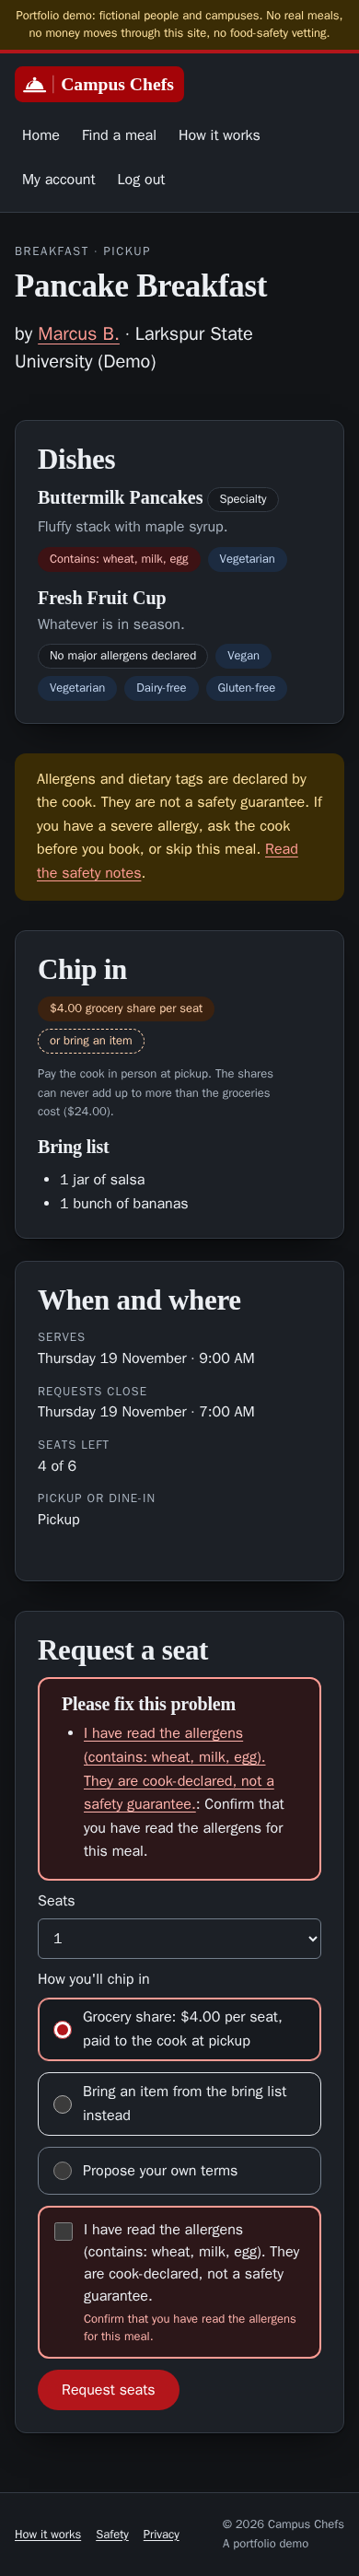 Portfolio demo: fictional people and campuses. No real meals,
no money moves through this site, no food-safety vetting.
Campus Chefs
Home Find a meal How it works
My account Log out
BREAKFAST · PICKUP
Pancake Breakfast
by Marcus B. · Larkspur State
University (Demo)
Dishes
Buttermilk Pancakes Specialty
Fluffy stack with maple syrup.
Contains: wheat, milk, egg Vegetarian
Fresh Fruit Cup
Whatever is in season.
No major allergens declared Vegan
Vegetarian Dairy-free Gluten-free
Allergens and dietary tags are declared by
the cook. They are not a safety guarantee. If
you have a severe allergy, ask the cook
before you book, or skip this meal. Read
the safety notes.
Chip in
$4.00 grocery share per seat
or bring an item
Pay the cook in person at pickup. The shares
can never add up to more than the groceries
cost ($24.00).
Bring list
• 1 jar of salsa
• 1 bunch of bananas
When and where
SERVES
Thursday 19 November · 9:00 AM
REQUESTS CLOSE
Thursday 19 November · 7:00 AM
SEATS LEFT
4 of 6
PICKUP OR DINE-IN
Pickup
Request a seat
Please fix this problem
• I have read the allergens
(contains: wheat, milk, egg).
They are cook-declared, not a
safety guarantee.: Confirm that
you have read the allergens for
this meal.
Seats
1
How you'll chip in
Grocery share: $4.00 per seat,
paid to the cook at pickup
Bring an item from the bring list
instead
Propose your own terms
I have read the allergens
(contains: wheat, milk, egg). They
are cook-declared, not a safety
guarantee.
Confirm that you have read the allergens
for this meal.
Request seats
How it works Safety Privacy
© 2026 Campus Chefs
A portfolio demo